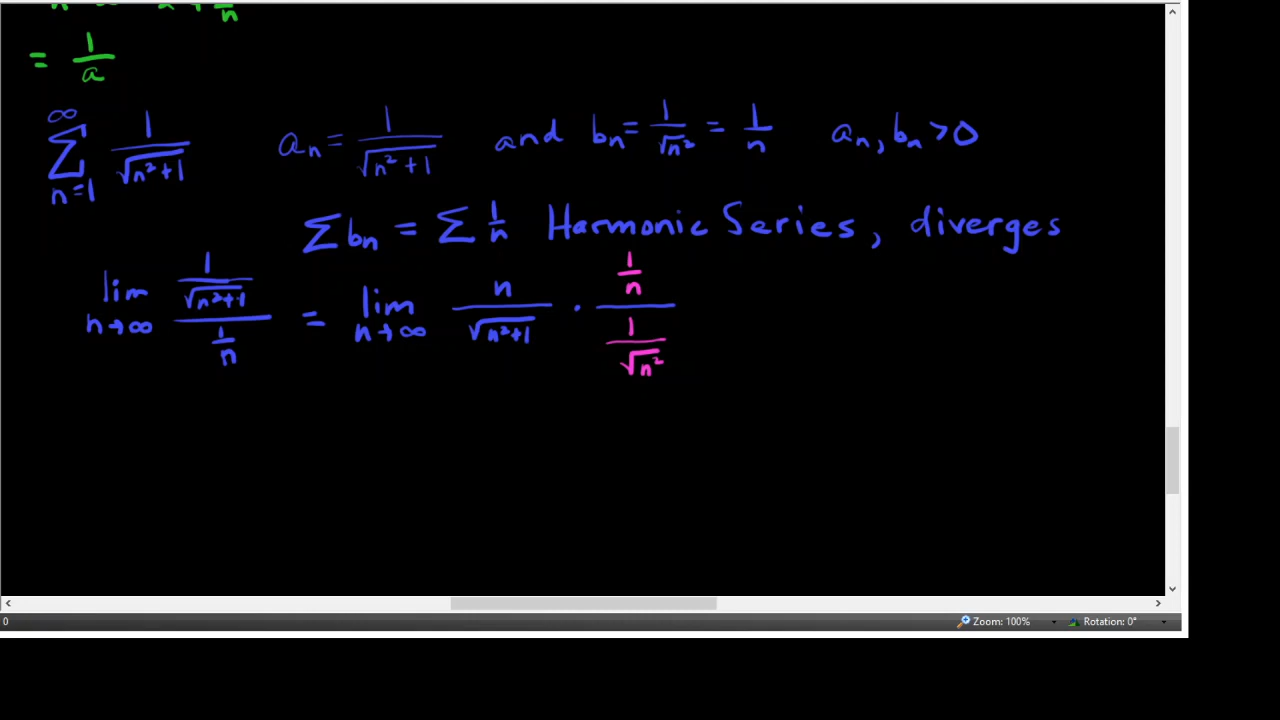 = 1/a
∞ ∑ n=1 1/√(n²+1) aₙ = 1/√(n²+1) and bₙ = 1/√n² = 1/n aₙ, bₙ > 0
∑ bₙ = ∑ 1/n Harmonic Series, diverges
lim n→∞ (1/√(n²+1))/(1/n) = lim n→∞ n/√(n²+1) · (1/n)/(1/√n²)
0 Zoom: 100% Rotation: 0°